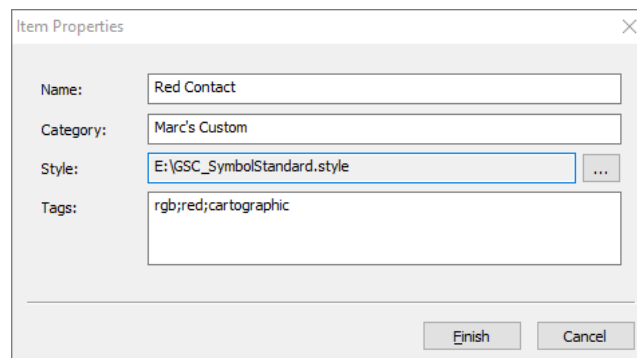 Item Properties
Name: Red Contact
Category: Marc's Custom
Style: E:\GSC_SymbolStandard.style ...
Tags: rgb;red;cartographic
Finish Cancel